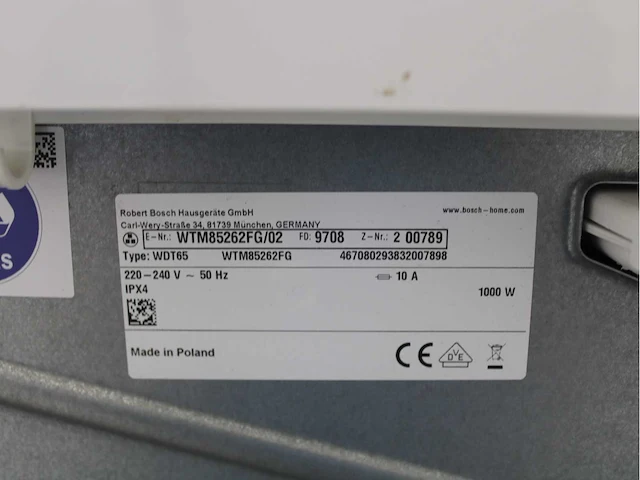 Robert Bosch Hausgeräte GmbH www.bosch-home.com
Carl-Wery-Straße 34, 81739 München, GERMANY
E-Nr.: WTM85262FG/02 FD: 9708 Z-Nr.: 2 00789
Type: WDT65 WTM85262FG 467080293832007898
220-240 V ~ 50 Hz 10 A
IPX4 1000 W
Made in Poland CE DVE